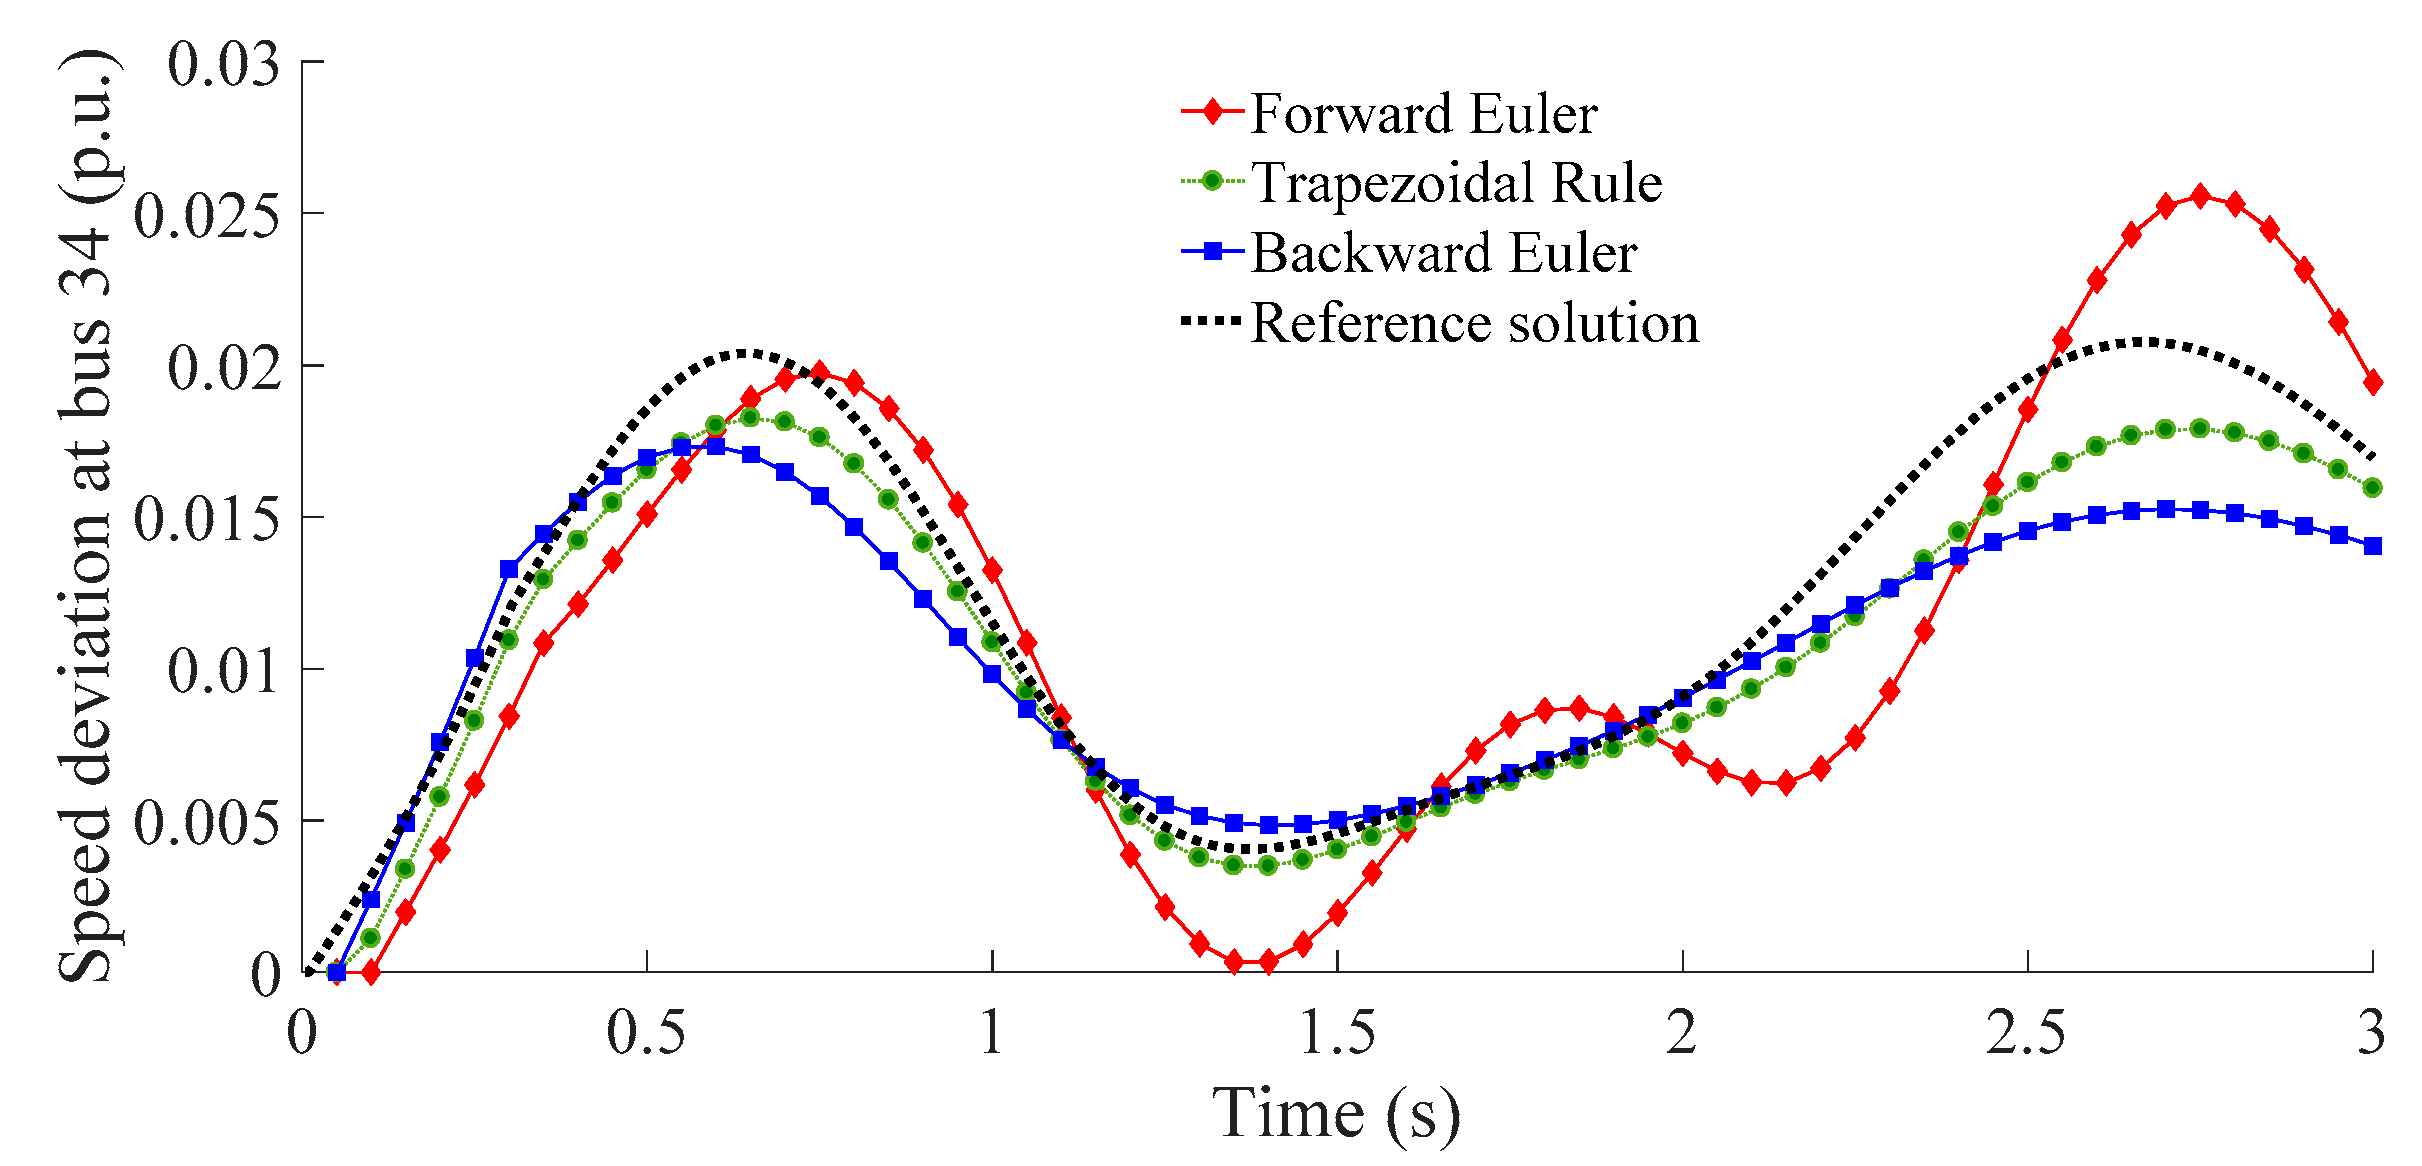 Speed deviation at bus 34 (p.u.)
0.03
0.025
0.02
0.015
0.01
0.005
0
Forward Euler
Trapezoidal Rule
Backward Euler
Reference solution
0 0.5 1 1.5 2 2.5 3
Time (s)